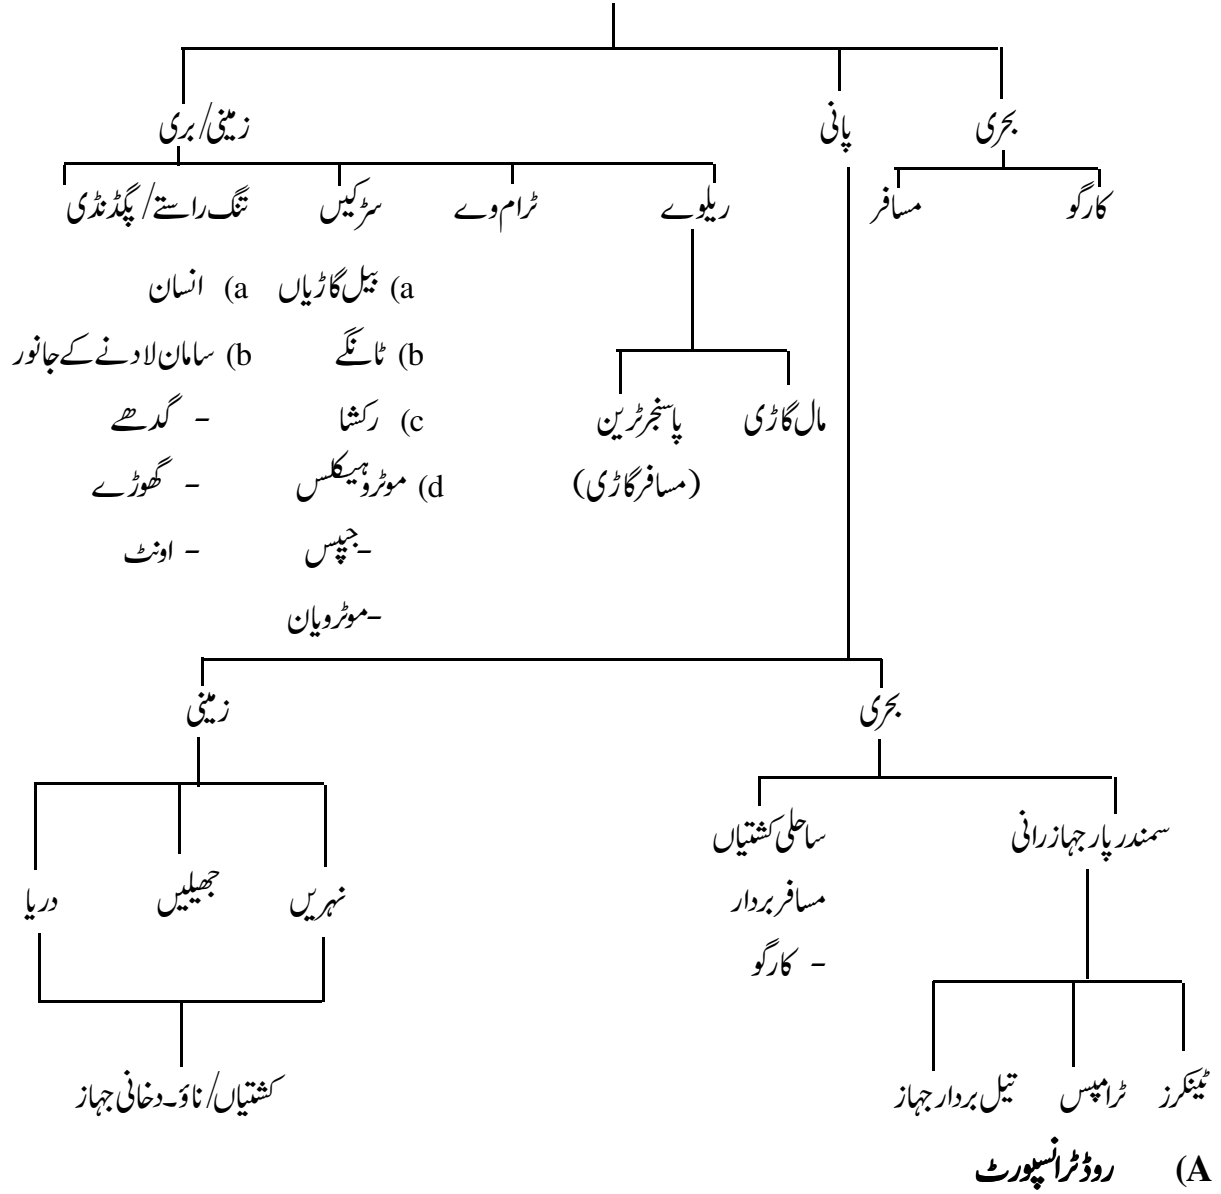 بحری پانی زمینی/بری
کارگو مسافر ریلوے ٹرام وے سڑکیں تنگ راستے/پگڈنڈی
a) بیل گاڑیاں a) انسان
b) ٹانگے b) سامان لادنے کے جانور
مال گاڑی پاسنجر ٹرین c) رکشا - گدھے
(مسافر گاڑی) d) موٹر وہیکلس - گھوڑے
-جیپس - اونٹ
-موٹرویان
بحری زمینی
سمندر پار جہاز رانی ساحلی کشتیاں
نہریں جھیلیں دریا
مسافر بردار
- کارگو
ٹینکرز ٹرامپس تیل بردار جہاز کشتیاں/ناؤ۔دخانی جہاز
A) روڈ ٹرانسپورٹ